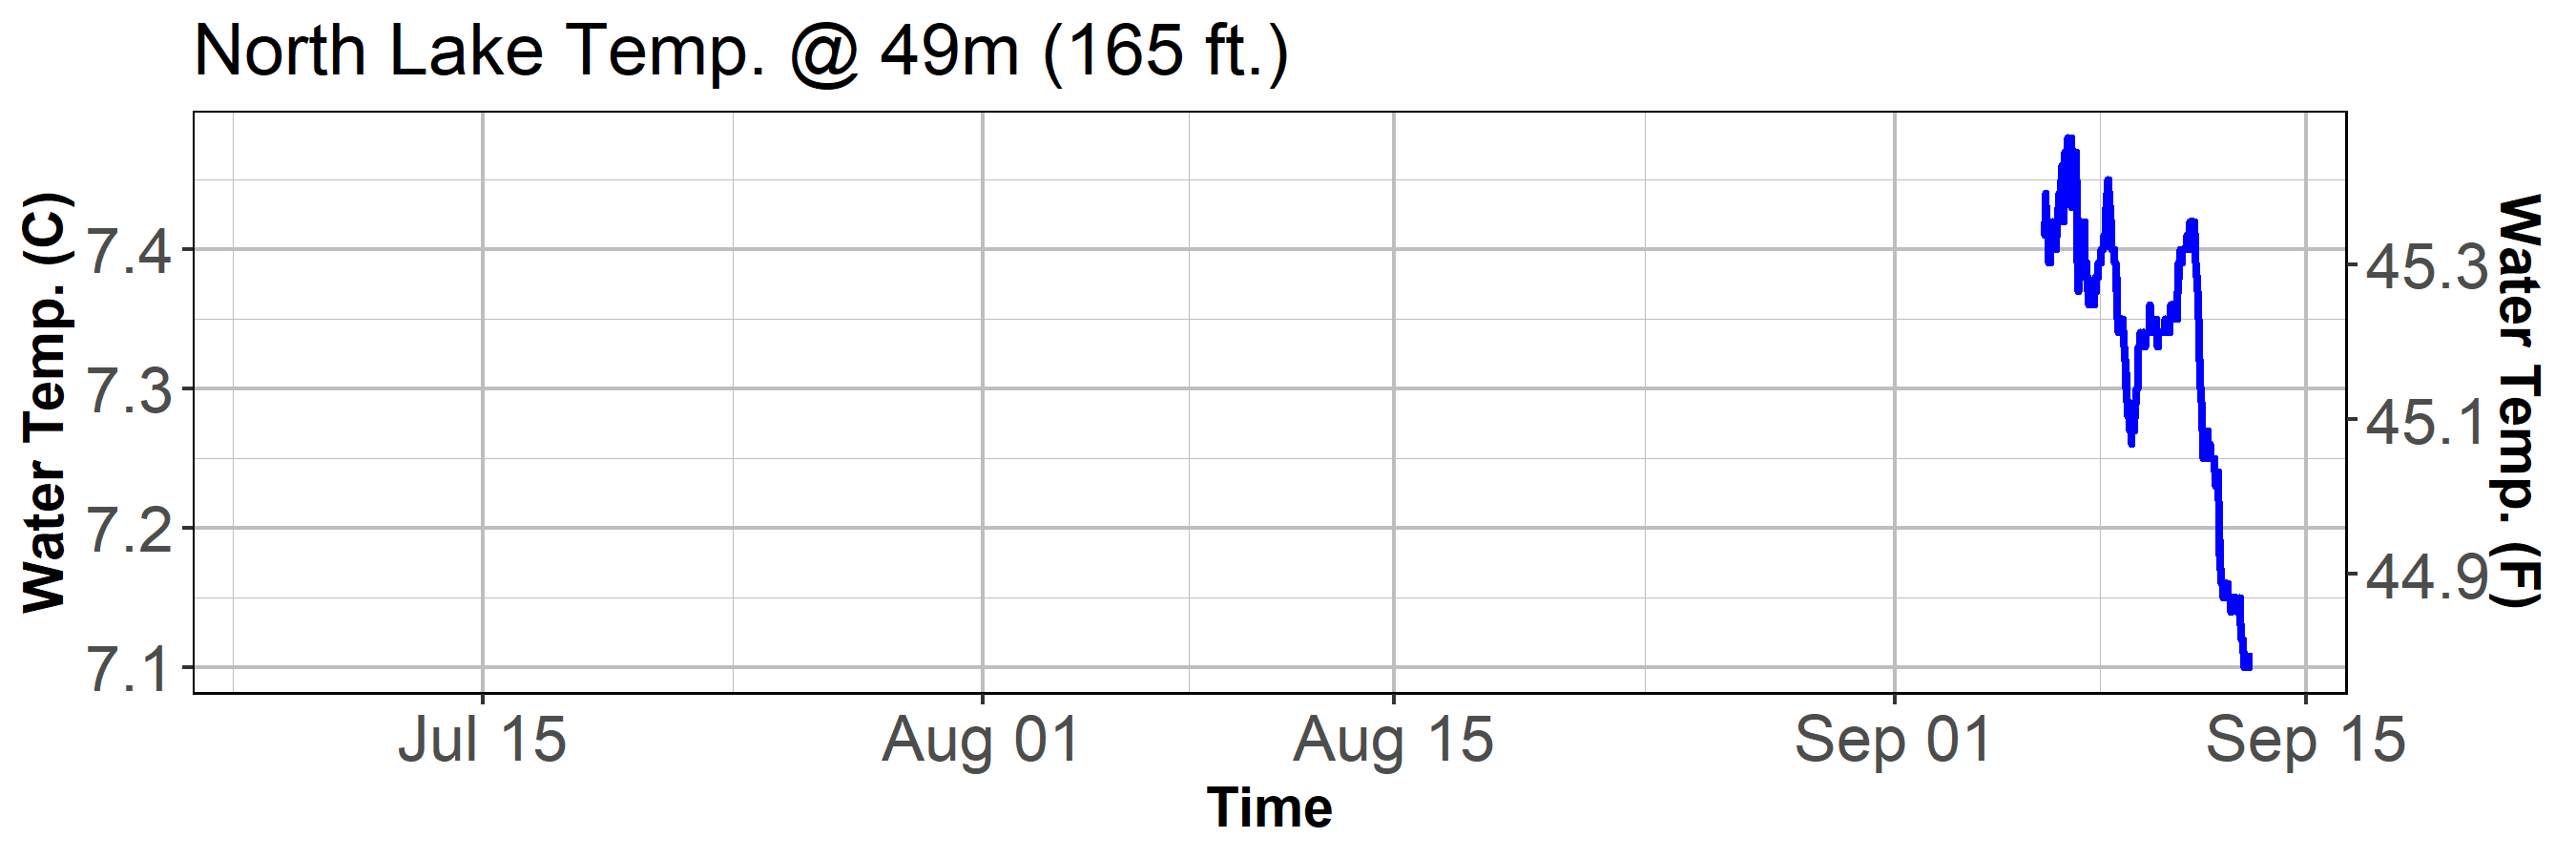 North Lake Temp. @ 49m (165 ft.)
Water Temp. (C)
7.4
7.3
7.2
7.1
45.3
45.1
44.9
Water Temp. (F)
Jul 15 Aug 01 Aug 15 Sep 01 Sep 15
Time